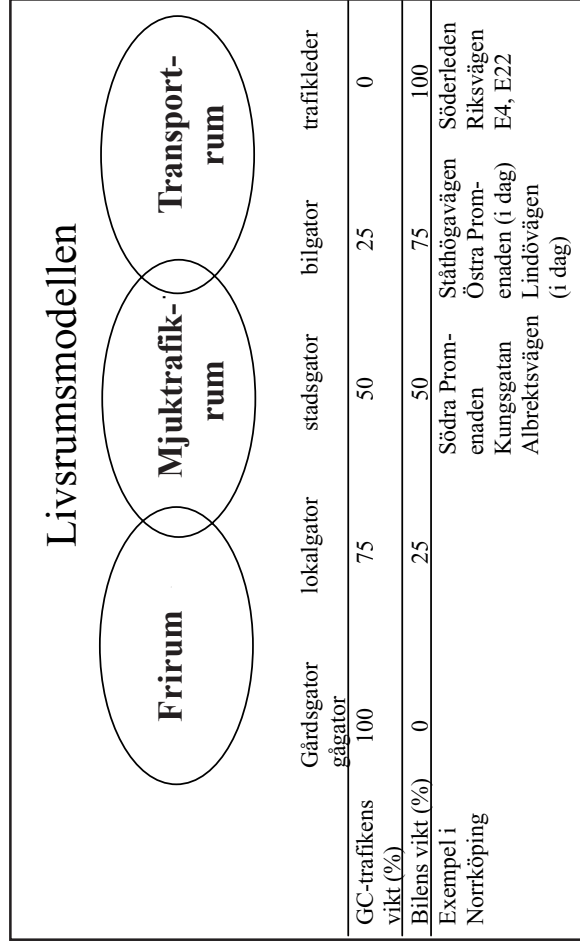 Livsrumsmodellen
Frirum
Mjuktrafik-
rum
Transport-
rum
Gårdsgator
gågator
lokalgator
stadsgator
bilgator
trafikleder
GC-trafikens
vikt (%)
100
75
50
25
0
Bilens vikt (%)
0
25
50
75
100
Exempel i
Norrköping
Södra Prom-
enaden
Kungsgatan
Albrektsvägen
Ståthögavägen
Östra Prom-
enaden (i dag)
Lindövägen
(i dag)
Söderleden
Riksvägen
E4, E22